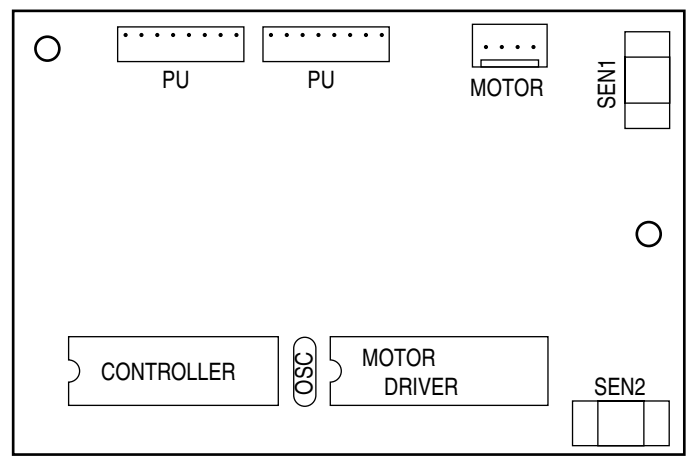 PU
PU
MOTOR
SEN1
CONTROLLER
OSC
MOTOR
DRIVER
SEN2